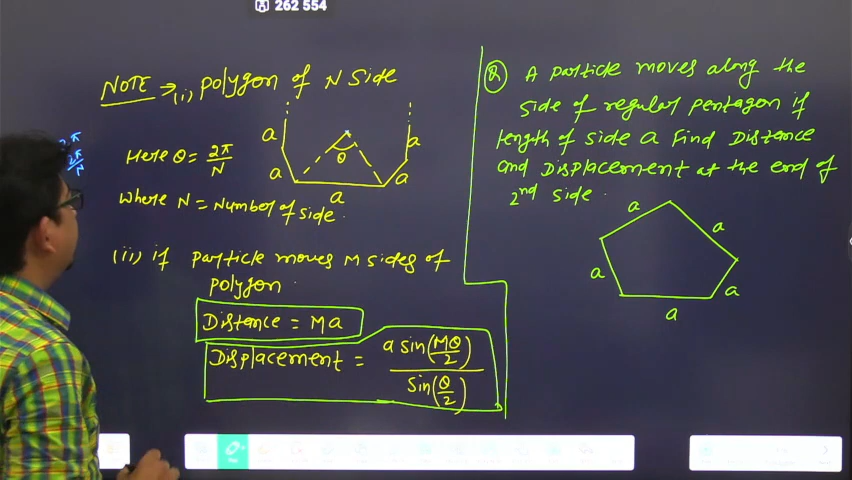 262 554
NOTE → (i) polygon of N side
a
a
a
a
a
θ
Here θ = 2π/N
where N = Number of side.
(ii) if particle moves M sides of
polygon.
Distance = Ma
Displacement = a sin(Mθ/2) / sin(θ/2)
Q A particle moves along the
side of regular pentagon if
length of side a Find Distance
and Displacement at the end of
2nd side.
a
a
a
a
a